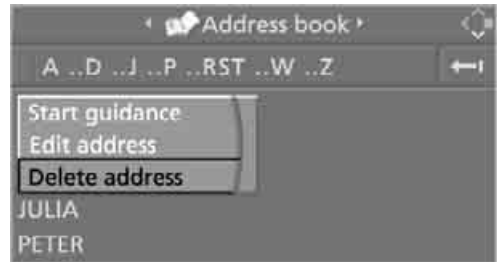 Address book
A ..D ..J ..P ..RST ..W ..Z
Start guidance
Edit address
Delete address
JULIA
PETER